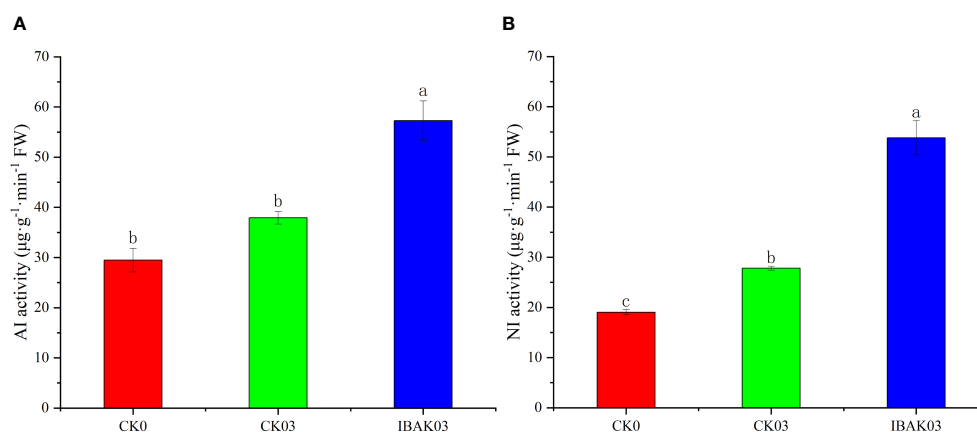 A
AI activity (μg·g⁻¹·min⁻¹ FW)
70
60
50
40
30
20
10
0
b
b
a
CK0
CK03
IBAK03
B
NI activity (μg·g⁻¹·min⁻¹ FW)
70
60
50
40
30
20
10
0
c
b
a
CK0
CK03
IBAK03